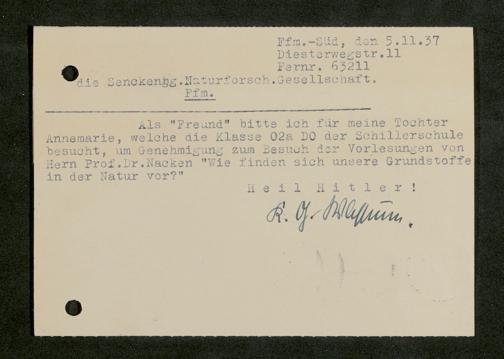 Ffm.-Süd, den 5.11.37
Diesterwegstr.11
Fernr. 63211
die Senckenbg.Naturforsch.Gesellschaft.
Ffm.
Als "Freund" bitte ich für meine Tochter
Annemarie, welche die Klasse O2a DO der Schillerschule
besucht, um Genehmigung zum Besuch der Vorlesungen von
Herrn Prof.Dr.Nacken "Wie finden sich unsere Grundstoffe
in der Natur vor?"
Heil Hitler!
K. G.